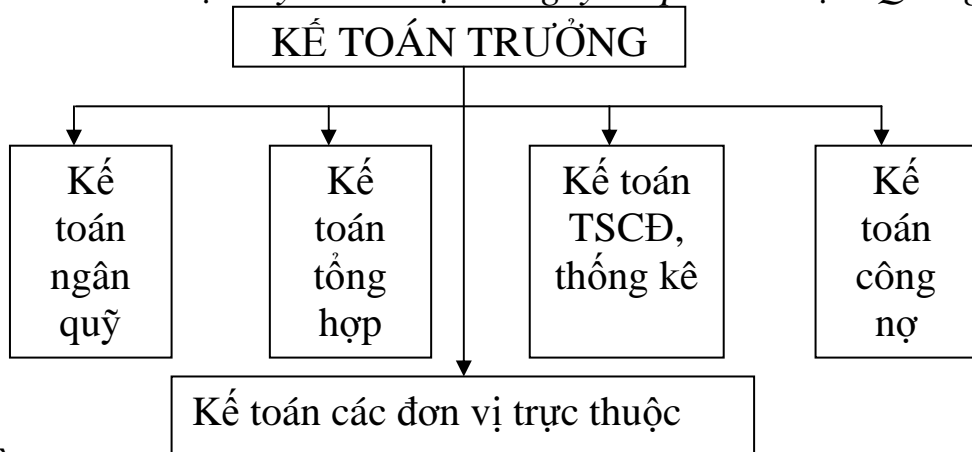 KẾ TOÁN TRƯỞNG
Kế
toán
ngân
quỹ
Kế
toán
tổng
hợp
Kế toán
TSCĐ,
thống kê
Kế
toán
công
nợ
Kế toán các đơn vị trực thuộc